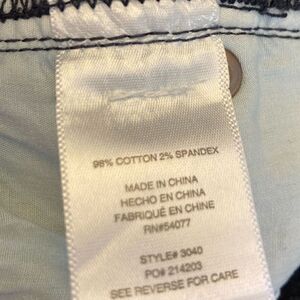 98% COTTON 2% SPANDEX
MADE IN CHINA
HECHO EN CHINA
FABRIQUÉ EN CHINE
RN#54077
STYLE# 3040
PO# 214203
SEE REVERSE FOR CARE